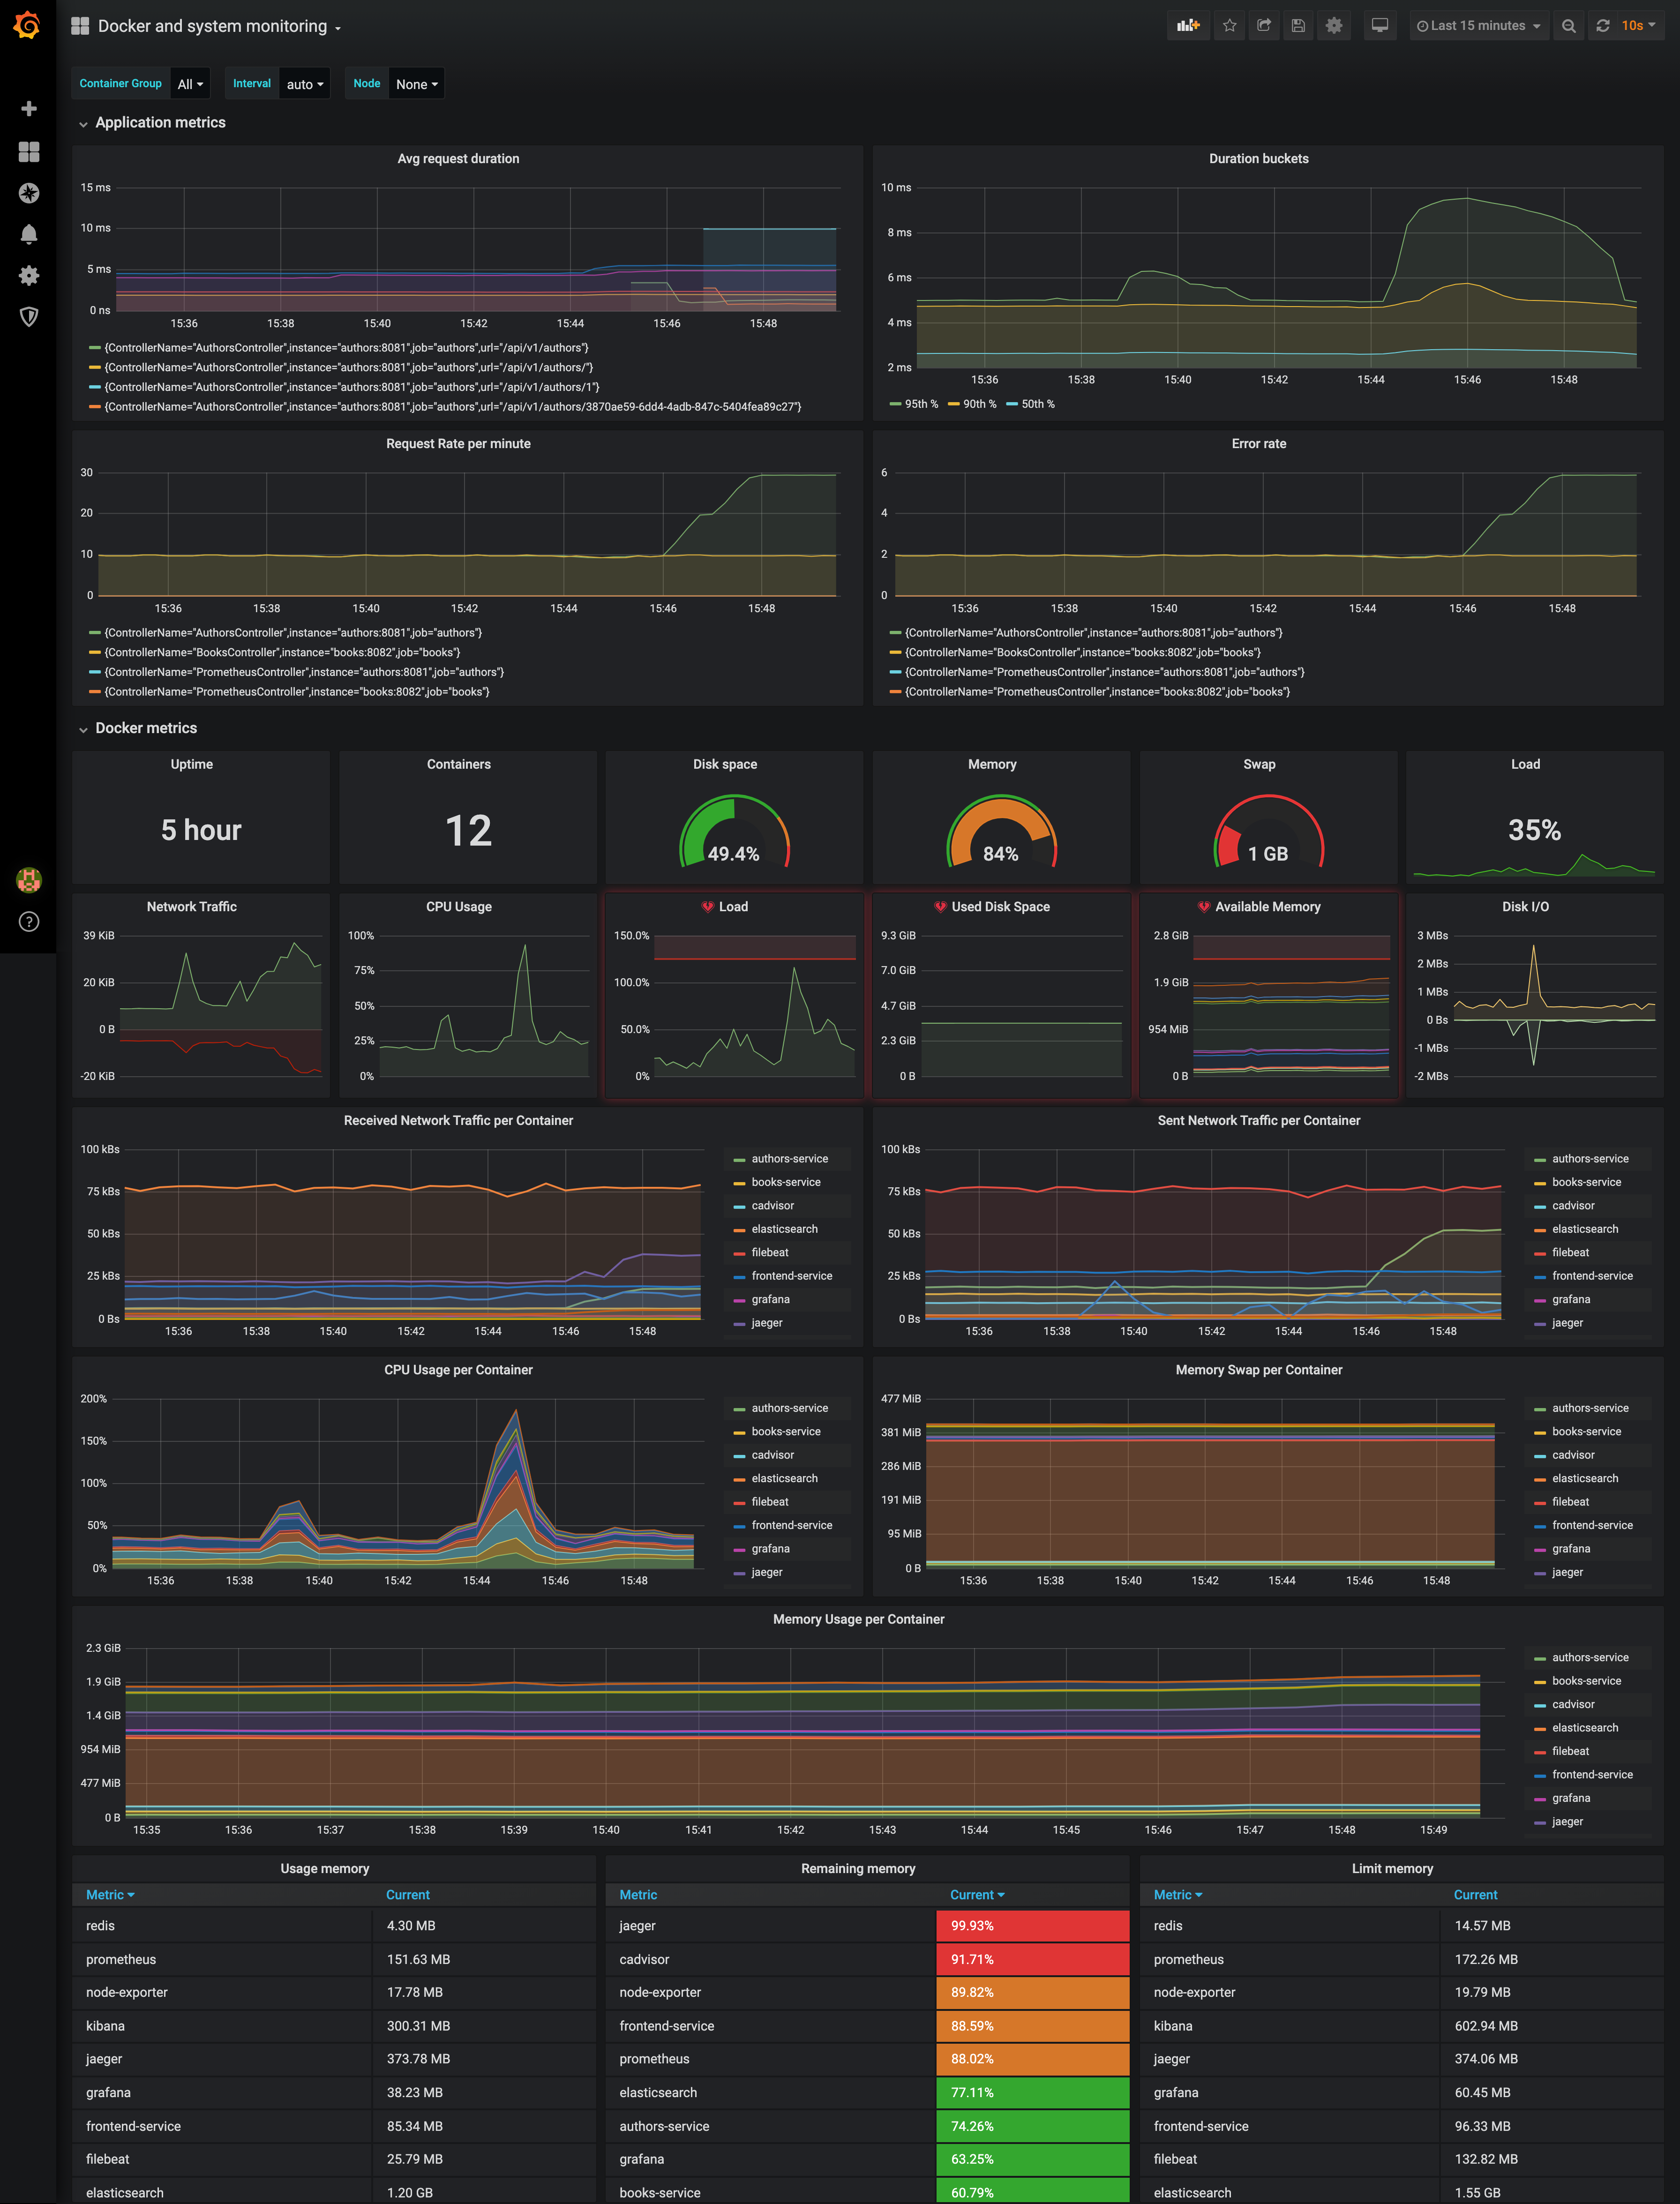 Docker and system monitoring
Last 15 minutes
10s
Container Group All Interval auto Node None
Application metrics
Avg request duration
15 ms
10 ms
5 ms
0 ns
15:36 15:38 15:40 15:42 15:44 15:46 15:48
{ControllerName="AuthorsController",instance="authors:8081",job="authors",url="/api/v1/authors"}
{ControllerName="AuthorsController",instance="authors:8081",job="authors",url="/api/v1/authors/"}
{ControllerName="AuthorsController",instance="authors:8081",job="authors",url="/api/v1/authors/1"}
{ControllerName="AuthorsController",instance="authors:8081",job="authors",url="/api/v1/authors/3870ae59-6dd4-4adb-847c-5404fea89c27"}
Duration buckets
10 ms
8 ms
6 ms
4 ms
2 ms
15:36 15:38 15:40 15:42 15:44 15:46 15:48
95th % 90th % 50th %
Request Rate per minute
30
20
10
0
15:36 15:38 15:40 15:42 15:44 15:46 15:48
{ControllerName="AuthorsController",instance="authors:8081",job="authors"}
{ControllerName="BooksController",instance="books:8082",job="books"}
{ControllerName="PrometheusController",instance="authors:8081",job="authors"}
{ControllerName="PrometheusController",instance="books:8082",job="books"}
Error rate
6
4
2
0
15:36 15:38 15:40 15:42 15:44 15:46 15:48
{ControllerName="AuthorsController",instance="authors:8081",job="authors"}
{ControllerName="BooksController",instance="books:8082",job="books"}
{ControllerName="PrometheusController",instance="authors:8081",job="authors"}
{ControllerName="PrometheusController",instance="books:8082",job="books"}
Docker metrics
Uptime
5 hour
Containers
12
Disk space
49.4%
Memory
84%
Swap
1 GB
Load
35%
Network Traffic
39 KiB
20 KiB
0 B
-20 KiB
CPU Usage
100%
75%
50%
25%
0%
Load
150.0%
100.0%
50.0%
0%
Used Disk Space
9.3 GiB
7.0 GiB
4.7 GiB
2.3 GiB
0 B
Available Memory
2.8 GiB
1.9 GiB
954 MiB
0 B
Disk I/O
3 MBs
2 MBs
1 MBs
0 Bs
-1 MBs
-2 MBs
Received Network Traffic per Container
100 kBs
75 kBs
50 kBs
25 kBs
0 Bs
15:36 15:38 15:40 15:42 15:44 15:46 15:48
authors-service
books-service
cadvisor
elasticsearch
filebeat
frontend-service
grafana
jaeger
Sent Network Traffic per Container
100 kBs
75 kBs
50 kBs
25 kBs
0 Bs
15:36 15:38 15:40 15:42 15:44 15:46 15:48
authors-service
books-service
cadvisor
elasticsearch
filebeat
frontend-service
grafana
jaeger
CPU Usage per Container
200%
150%
100%
50%
0%
15:36 15:38 15:40 15:42 15:44 15:46 15:48
authors-service
books-service
cadvisor
elasticsearch
filebeat
frontend-service
grafana
jaeger
Memory Swap per Container
477 MiB
381 MiB
286 MiB
191 MiB
95 MiB
0 B
15:36 15:38 15:40 15:42 15:44 15:46 15:48
authors-service
books-service
cadvisor
elasticsearch
filebeat
frontend-service
grafana
jaeger
Memory Usage per Container
2.3 GiB
1.9 GiB
1.4 GiB
954 MiB
477 MiB
0 B
15:35 15:36 15:37 15:38 15:39 15:40 15:41 15:42 15:43 15:44 15:45 15:46 15:47 15:48 15:49
authors-service
books-service
cadvisor
elasticsearch
filebeat
frontend-service
grafana
jaeger
Usage memory
Metric Current
redis 4.30 MB
prometheus 151.63 MB
node-exporter 17.78 MB
kibana 300.31 MB
jaeger 373.78 MB
grafana 38.23 MB
frontend-service 85.34 MB
filebeat 25.79 MB
elasticsearch 1.20 GB
Remaining memory
Metric Current
jaeger 99.93%
cadvisor 91.71%
node-exporter 89.82%
frontend-service 88.59%
prometheus 88.02%
elasticsearch 77.11%
authors-service 74.26%
grafana 63.25%
books-service 60.79%
Limit memory
Metric Current
redis 14.57 MB
prometheus 172.26 MB
node-exporter 19.79 MB
kibana 602.94 MB
jaeger 374.06 MB
grafana 60.45 MB
frontend-service 96.33 MB
filebeat 132.82 MB
elasticsearch 1.55 GB